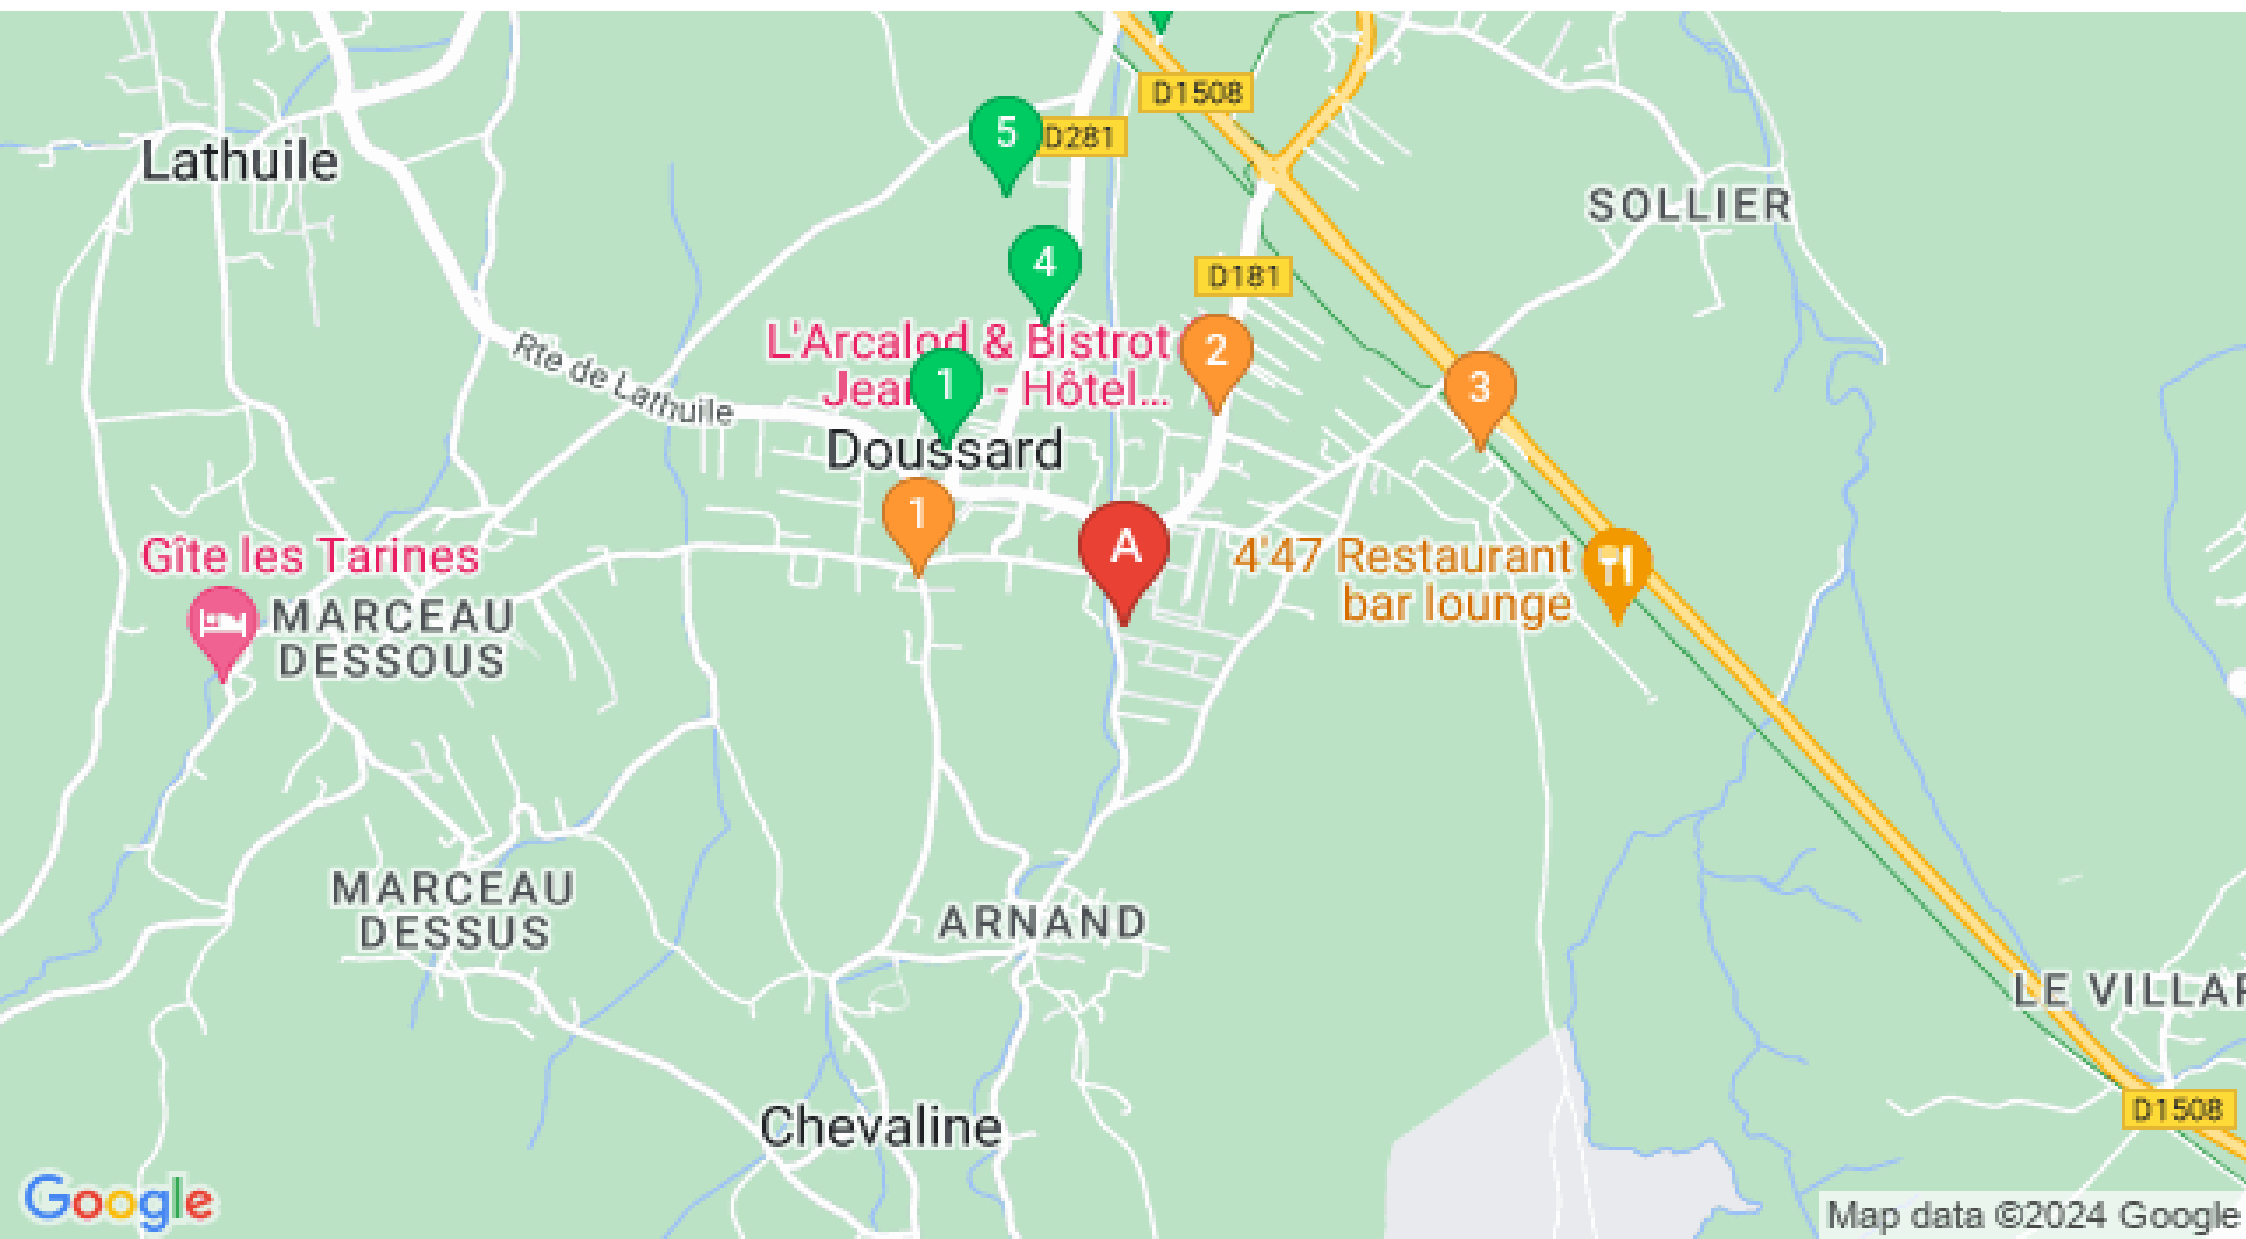 D1508
5
D281
Lathuile
SOLLIER
4
D181
L'Arcalod & Bistrot
Jean - Hôtel...
1
2
3
Rte de Lathuile
Doussard
1
A
Gîte les Tarines
4'47 Restaurant
bar lounge
MARCEAU
DESSOUS
MARCEAU
DESSUS
ARNAND
LE VILLAR
D1508
Chevaline
Google
Map data ©2024 Google